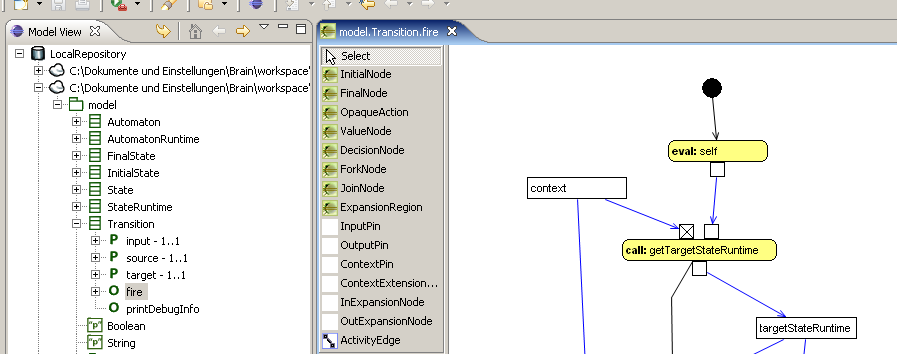 Model View
LocalRepository
C:\Dokumente und Einstellungen\Brain\workspace'
C:\Dokumente und Einstellungen\Brain\workspace'
model
Automaton
AutomatonRuntime
FinalState
InitialState
State
StateRuntime
Transition
P input - 1..1
P source - 1..1
P target - 1..1
O fire
O printDebugInfo
"p" Boolean
"p" String
model.Transition.fire
Select
InitialNode
FinalNode
OpaqueAction
ValueNode
DecisionNode
ForkNode
JoinNode
ExpansionRegion
InputPin
OutputPin
ContextPin
ContextExtension...
InExpansionNode
OutExpansionNode
ActivityEdge
eval: self
context
call: getTargetStateRuntime
targetStateRuntime